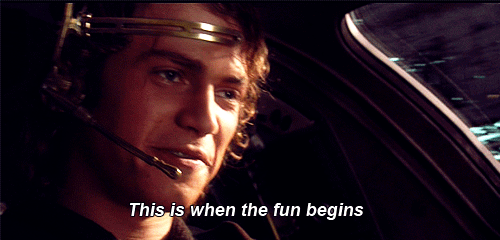 This is when the fun begins